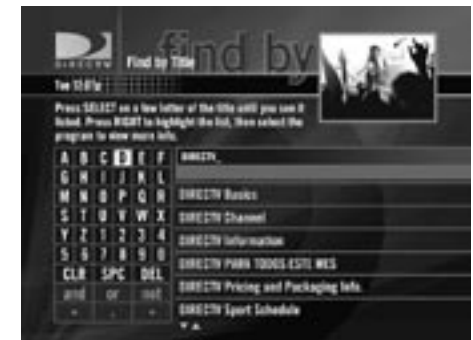 find by
DIRECTV
Find by Title
Tue 12:01a
Press SELECT on a few letter of the title until you see it
listed. Press RIGHT to highlight the list, then select the
program to view more info.
A B C D E F
G H I J K L
M N O P Q R
S T U V W X
Y Z 1 2 3 4
5 6 7 8 9 0
CLR SPC DEL
and or not
DIRECTV_
DIRECTV Basics
DIRECTV Channel
DIRECTV Information
DIRECTV PARA TODOS ESTE MES
DIRECTV Pricing and Packaging Info.
DIRECTV Sport Schedule